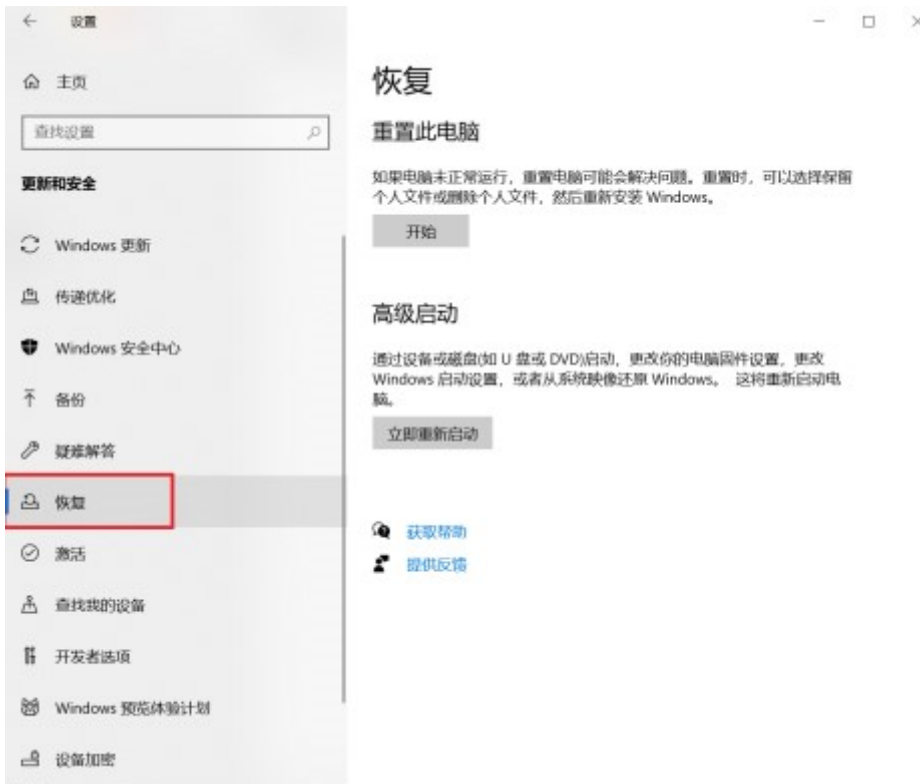 设置
主页
查找设置
更新和安全
Windows 更新
传递优化
Windows 安全中心
备份
疑难解答
恢复
激活
查找我的设备
开发者选项
Windows 预览体验计划
设备加密
恢复
重置此电脑
如果电脑未正常运行，重置电脑可能会解决问题。重置时，可以选择保留
个人文件或删除个人文件，然后重新安装 Windows。
开始
高级启动
通过设备或磁盘(如 U 盘或 DVD)启动，更改你的电脑固件设置，更改
Windows 启动设置，或者从系统映像还原 Windows。 这将重新启动电
脑。
立即重新启动
获取帮助
提供反馈